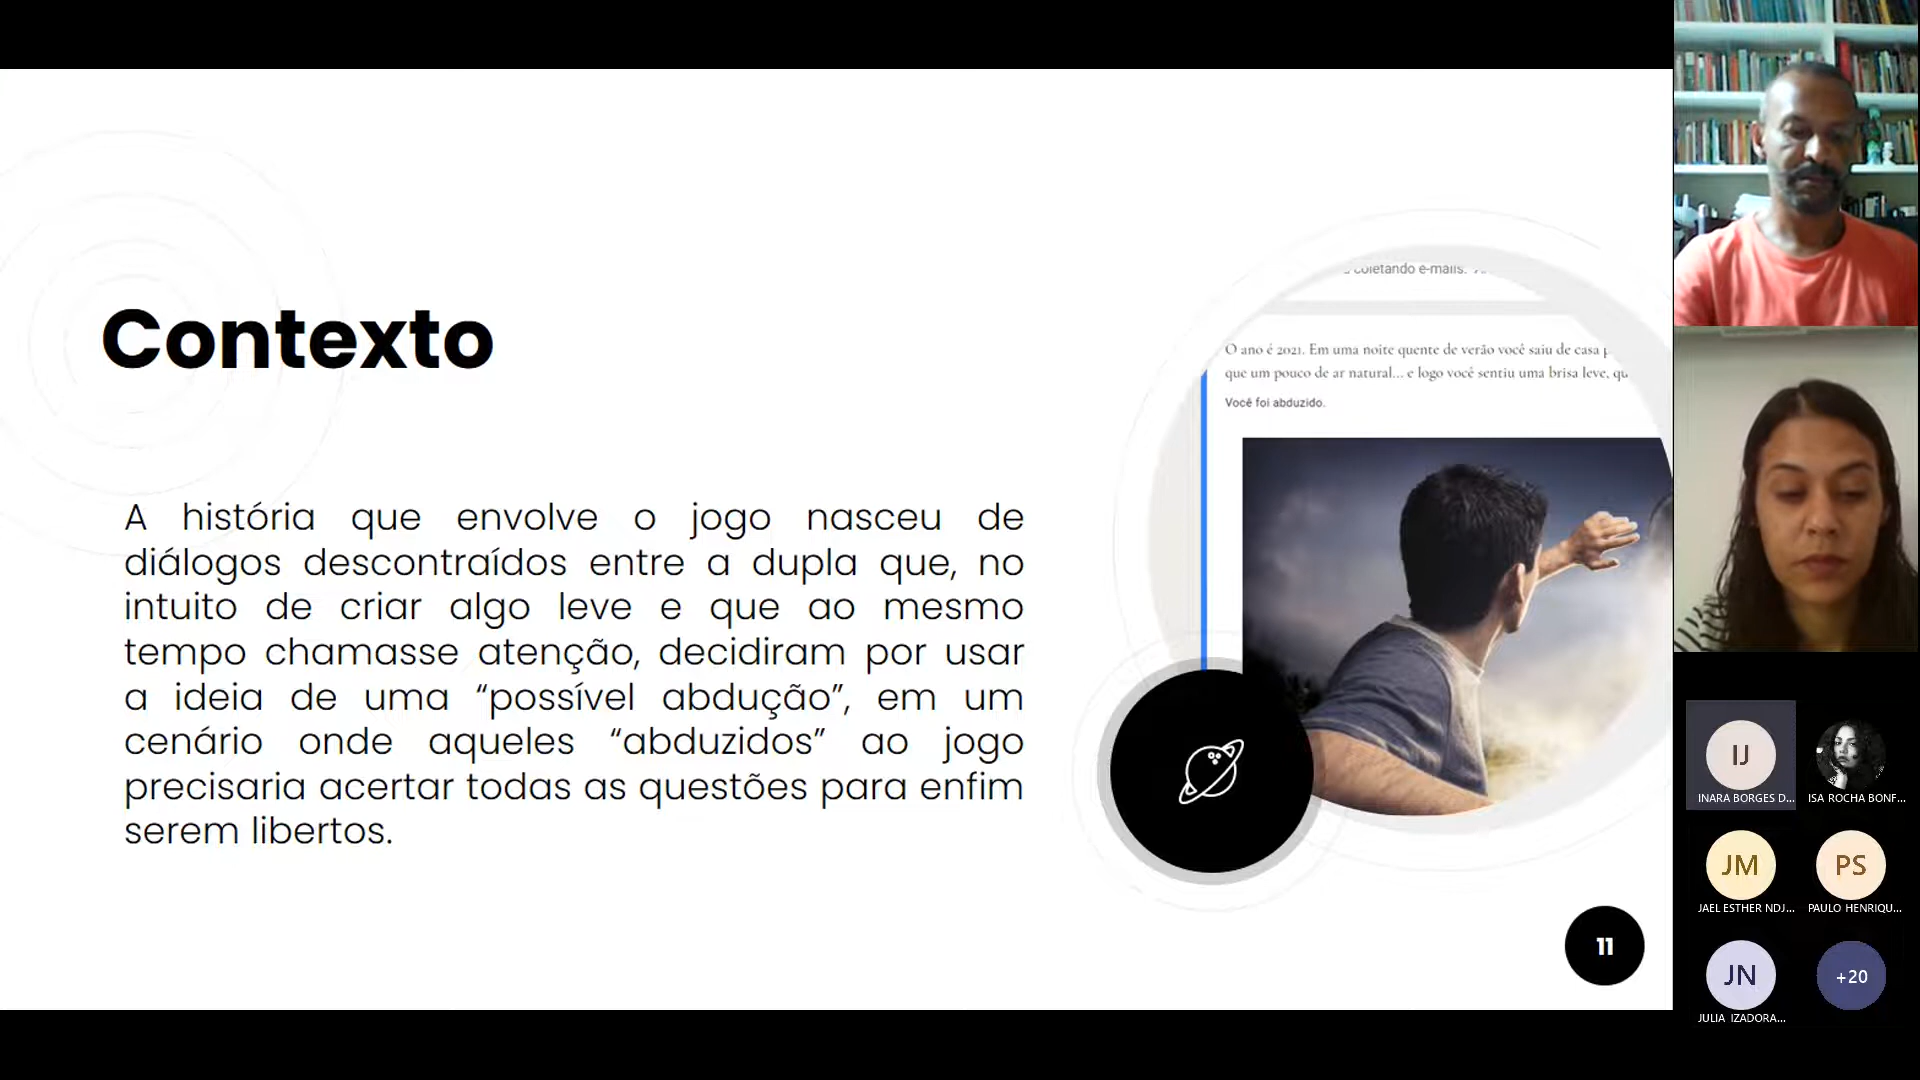 Contexto
A história que envolve o jogo nasceu de
diálogos descontraídos entre a dupla que, no
intuito de criar algo leve e que ao mesmo
tempo chamasse atenção, decidiram por usar
a ideia de uma “possível abdução”, em um
cenário onde aqueles “abduzidos” ao jogo
precisaria acertar todas as questões para enfim
serem libertos.
coletando e-mails.
O ano é 2021. Em uma noite quente de verão você saiu de casa
que um pouco de ar natural... e logo você sentiu uma brisa leve, qu
Você foi abduzido.
11
IJ
INARA BORGES D...
ISA ROCHA BONF...
JM
JAEL ESTHER NDJ...
PS
PAULO HENRIQU...
JN
JULIA IZADORA...
+20